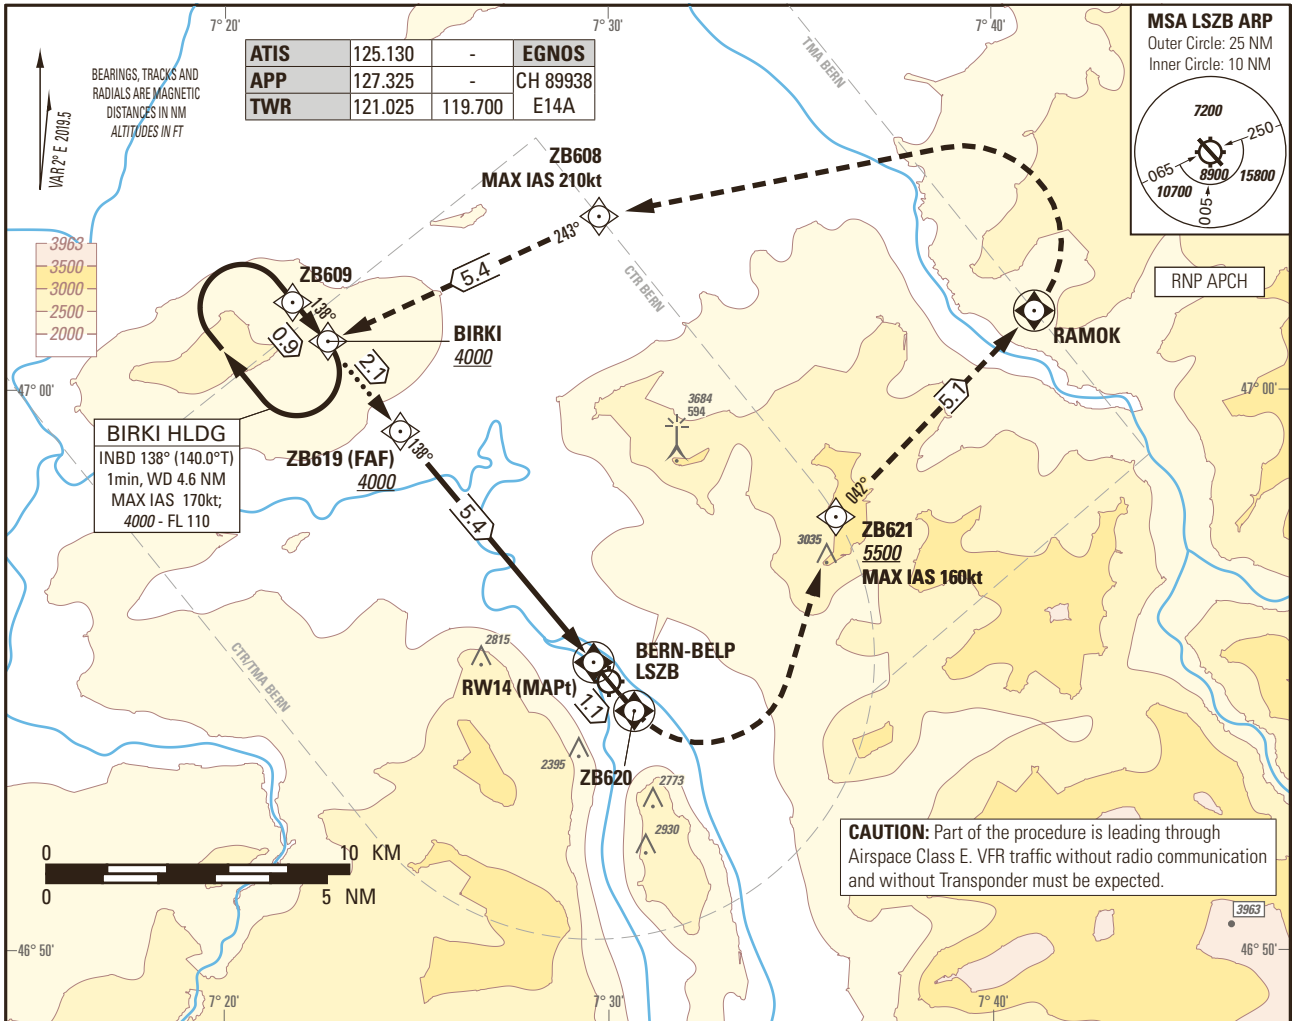 7° 20'
7° 30'
7° 40'
BEARINGS, TRACKS AND
RADIALS ARE MAGNETIC
DISTANCES IN NM
ALTITUDES IN FT
VAR 2° E 2019.5
ATIS 125.130 - EGNOS
APP 127.325 - CH 89938
TWR 121.025 119.700 E14A
MSA LSZB ARP
Outer Circle: 25 NM
Inner Circle: 10 NM
7200
250
065
8900
15800
10700
005
TMA BERN
ZB608
MAX IAS 210kt
243°
5.4
CTR BERN
RNP APCH
3963
3500
3000
2500
2000
ZB609
138°
0.9
BIRKI
4000
2.1
RAMOK
5.1
47° 00'
47° 00'
3684
594
BIRKI HLDG
INBD 138° (140.0°T)
1min, WD 4.6 NM
MAX IAS 170kt;
4000 - FL 110
ZB619 (FAF)
4000
138°
5.4
042°
ZB621
5500
MAX IAS 160kt
3035
CTR/TMA BERN
2815
BERN-BELP
LSZB
RW14 (MAPt)
1.1
2395
ZB620
2773
2930
CAUTION: Part of the procedure is leading through
Airspace Class E. VFR traffic without radio communication
and without Transponder must be expected.
0 10 KM
0 5 NM
3963
46° 50'
46° 50'
7° 20'
7° 30'
7° 40'